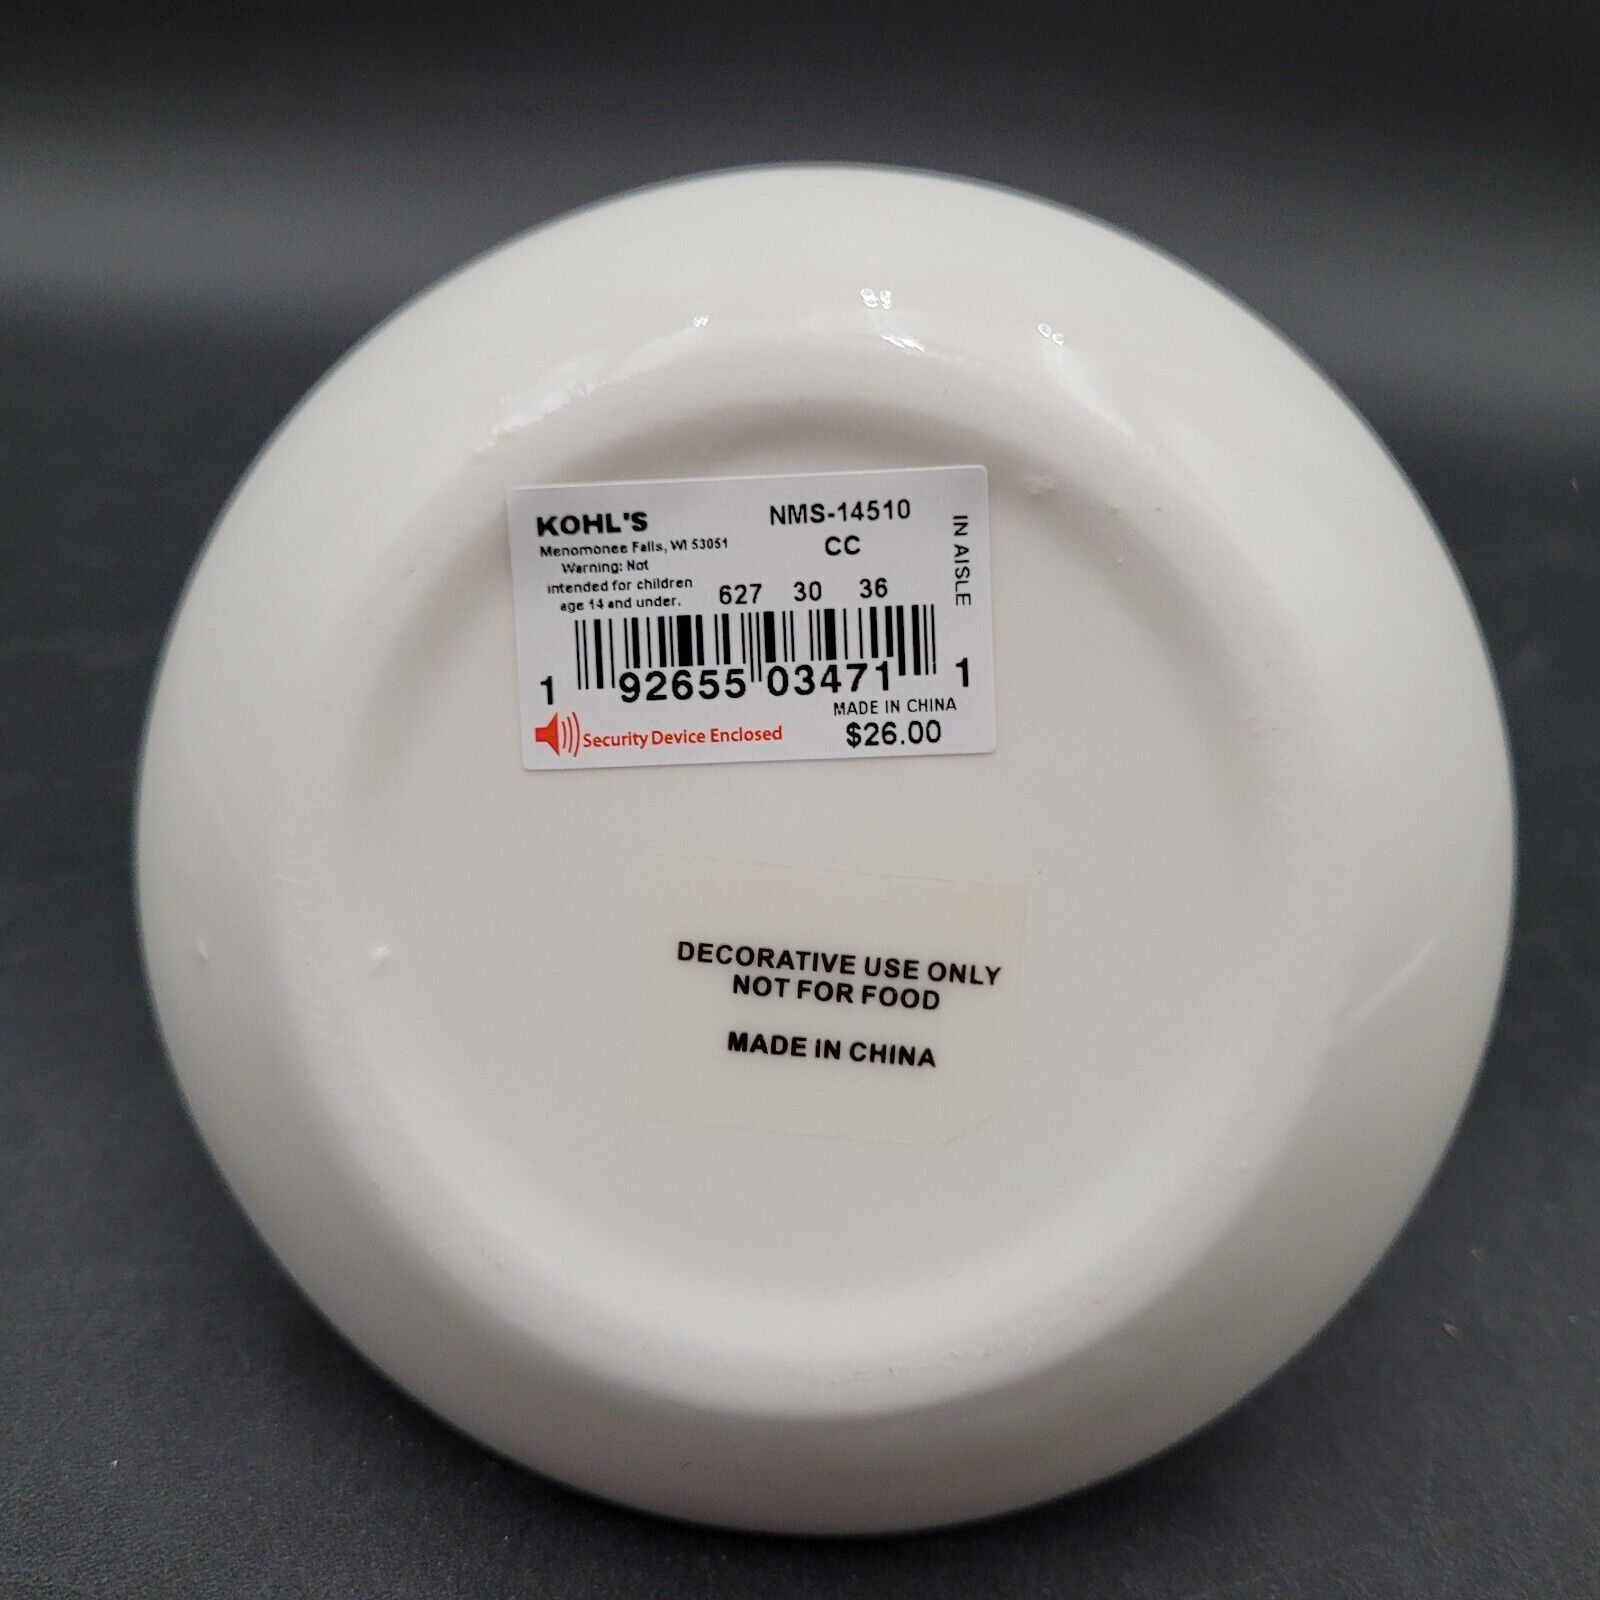 KOHL'S
Menomonee Falls, WI 53051
Warning: Not
intended for children
age 14 and under.
NMS-14510
CC
627 30 36
IN AISLE
1 92655 03471 1
MADE IN CHINA
Security Device Enclosed
$26.00
DECORATIVE USE ONLY
NOT FOR FOOD
MADE IN CHINA